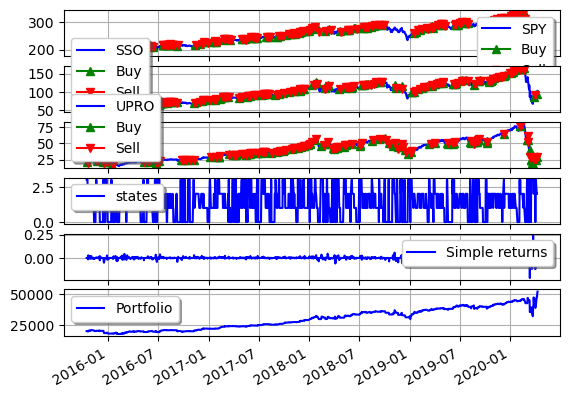 300
200
SPY
Buy
Sell
150
100
50
SSO
Buy
Sell
75
50
25
UPRO
Buy
Sell
2.5
0.0
states
0.25
0.00
Simple returns
50000
25000
Portfolio
2016-01
2016-07
2017-01
2017-07
2018-01
2018-07
2019-01
2019-07
2020-01